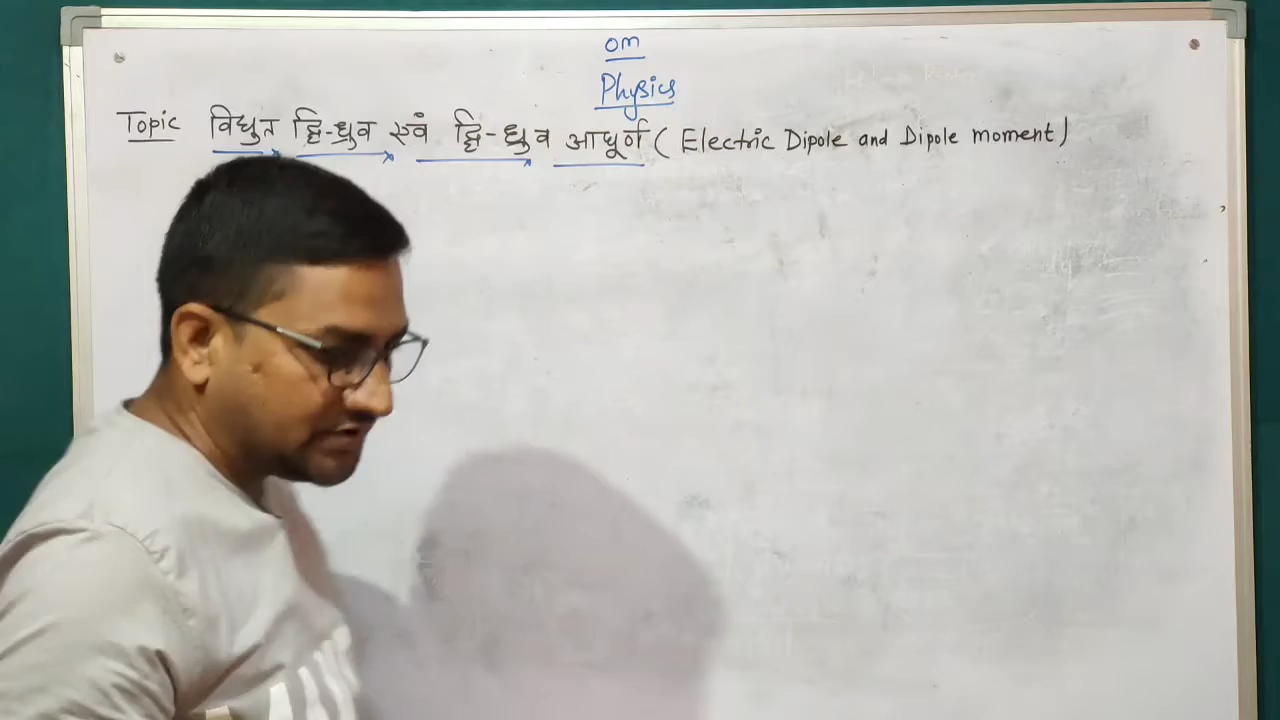 om
Physics
Topic विधुत द्वि-ध्रुव एवं द्वि-ध्रुव आघूर्ण ( Electric Dipole and Dipole moment )